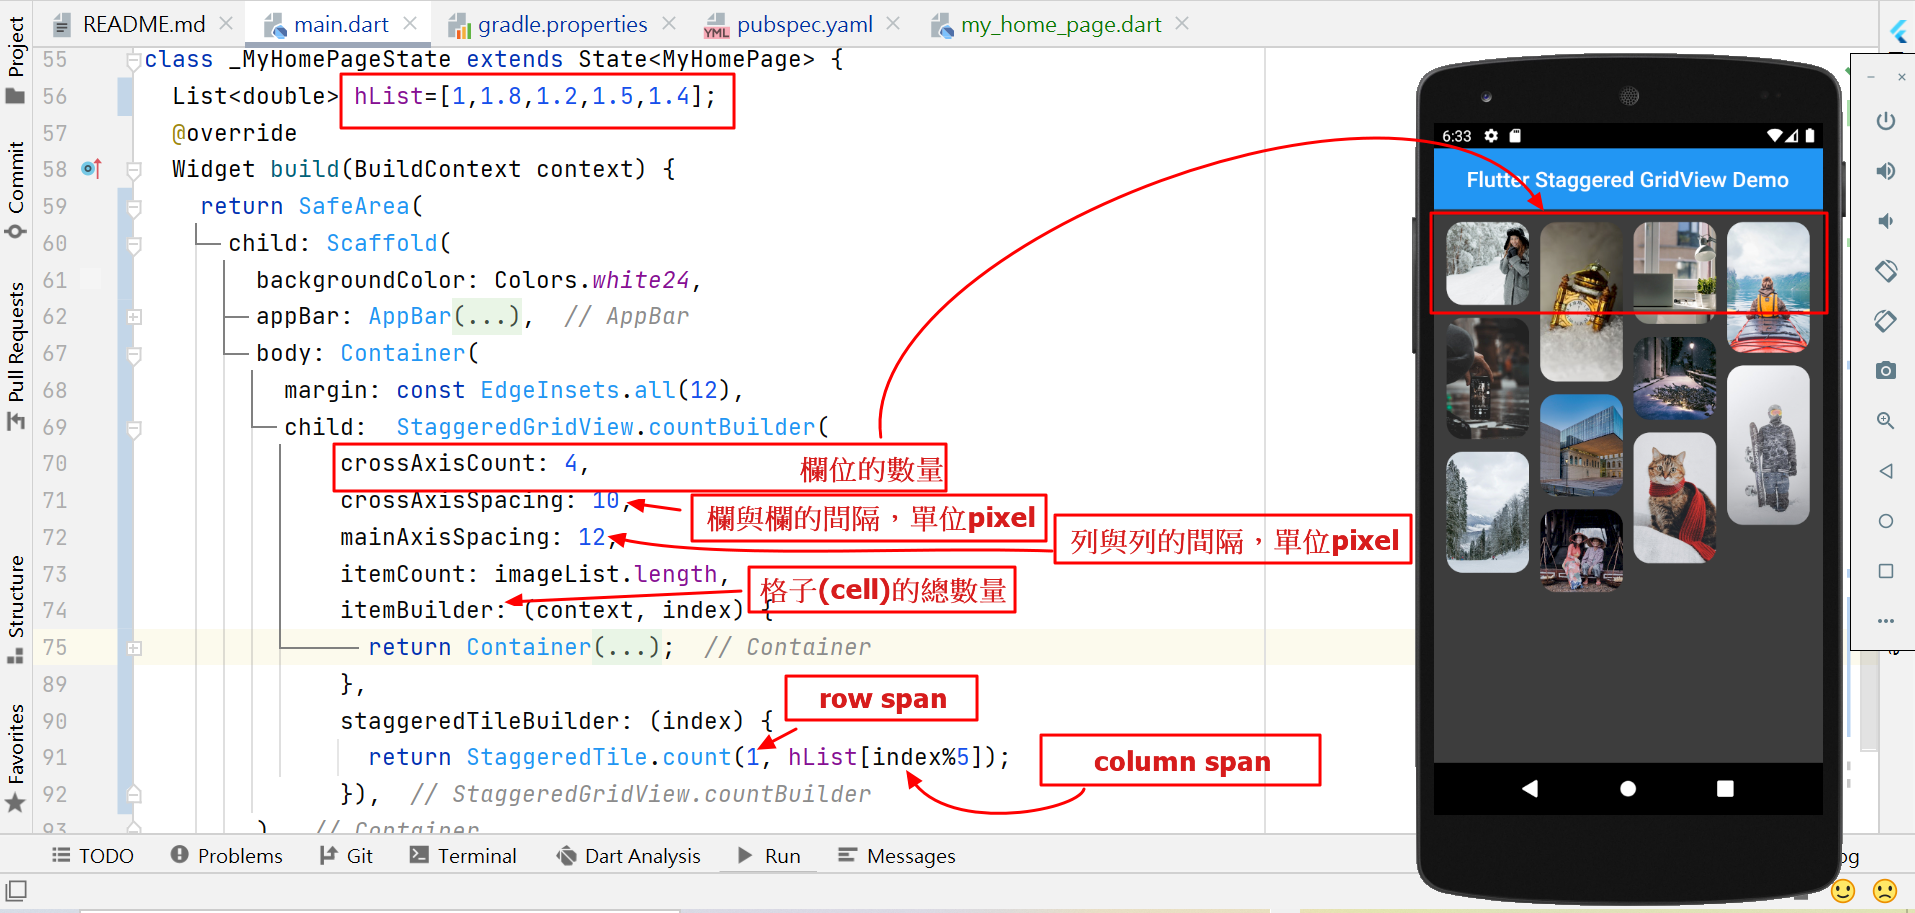 README.md
main.dart
gradle.properties
pubspec.yaml
my_home_page.dart
Project
Commit
Pull Requests
Structure
Favorites
55 class _MyHomePageState extends State<MyHomePage> {
56 List<double> hList=[1,1.8,1.2,1.5,1.4];
57 @override
58 Widget build(BuildContext context) {
59 return SafeArea(
60 child: Scaffold(
61 backgroundColor: Colors.white24,
62 appBar: AppBar(...), // AppBar
67 body: Container(
68 margin: const EdgeInsets.all(12),
69 child: StaggeredGridView.countBuilder(
70 crossAxisCount: 4, 欄位的數量
71 crossAxisSpacing: 10, 欄與欄的間隔，單位pixel
72 mainAxisSpacing: 12, 列與列的間隔，單位pixel
73 itemCount: imageList.length,
格子(cell)的總數量
74 itemBuilder: (context, index) {
75 return Container(...); // Container
89 },
row span
90 staggeredTileBuilder: (index) {
91 return StaggeredTile.count(1, hList[index%5]);
column span
92 }), // StaggeredGridView.countBuilder
93 ) // Container
6:33
Flutter Staggered GridView Demo
TODO
Problems
Git
Terminal
Dart Analysis
Run
Messages
YML